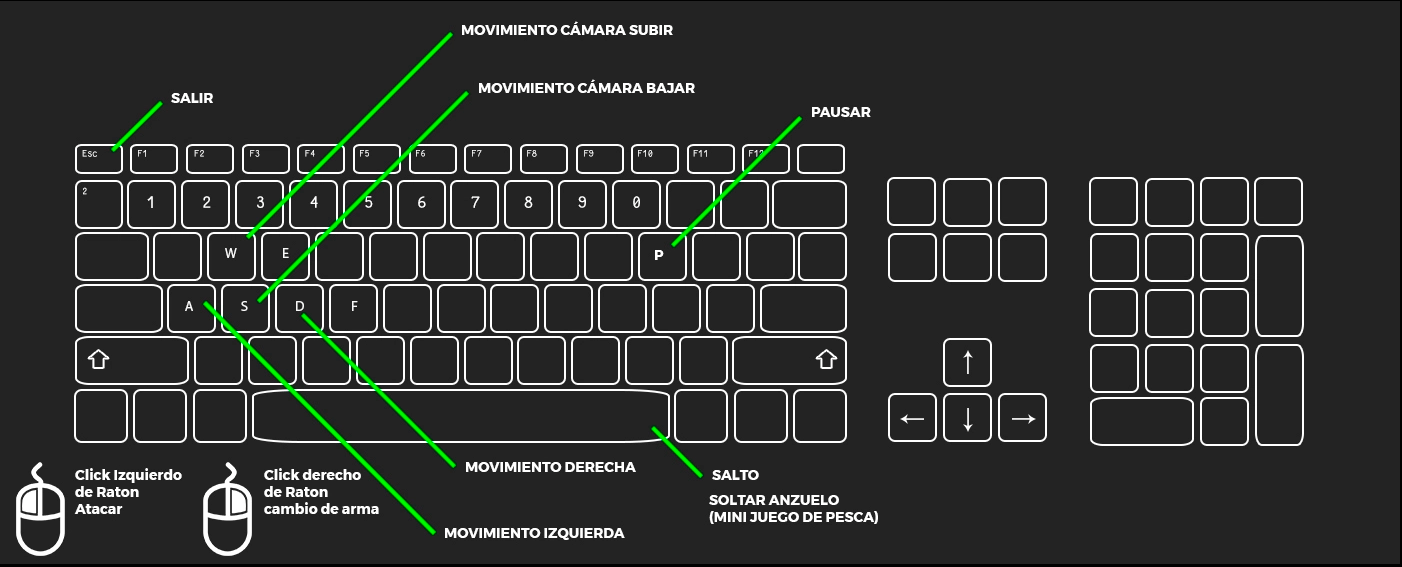 MOVIMIENTO CÁMARA SUBIR
MOVIMIENTO CÁMARA BAJAR
SALIR
PAUSAR
Esc F1 F2 F3 F4 F5 F6 F7 F8 F9 F10 F11 F12
2 1 2 3 4 5 6 7 8 9 0
W E P
A S D F
↑
← ↓ →
MOVIMIENTO DERECHA
Click Izquierdo
de Raton
Atacar
Click derecho
de Raton
cambio de arma
SALTO
SOLTAR ANZUELO
(MINI JUEGO DE PESCA)
MOVIMIENTO IZQUIERDA